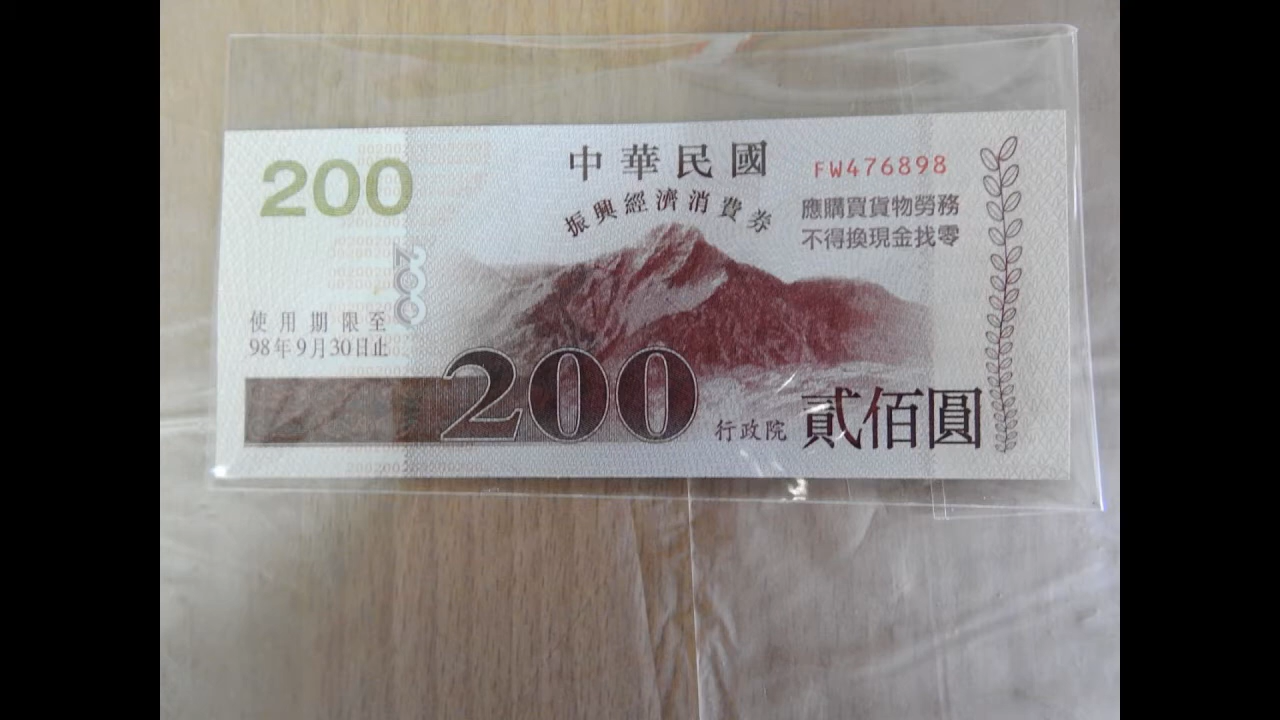 200
中華民國
FW476898
振興經濟消費券
應購買貨物勞務
不得換現金找零
200
使用期限至
98年9月30日止
200
行政院
貳佰圓